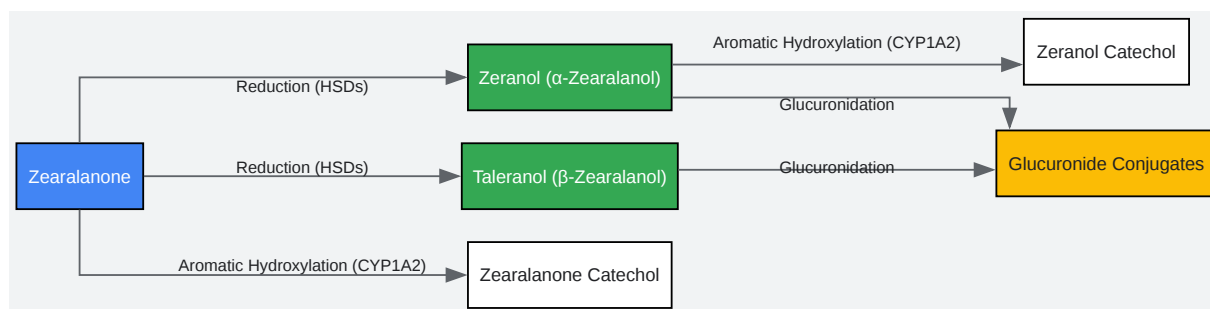 Aromatic Hydroxylation (CYP1A2)
Zeranol Catechol
Zeranol (α-Zearalanol)
Reduction (HSDs)
Glucuronidation
Zearalanone
Reduction (HSDs)
Taleranol (β-Zearalanol)
Glucuronidation
Glucuronide Conjugates
Aromatic Hydroxylation (CYP1A2)
Zearalanone Catechol